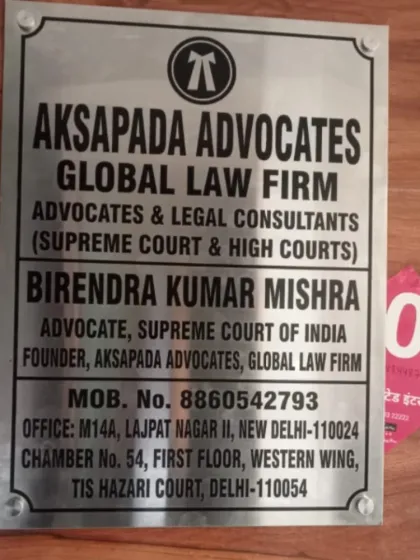 AKSAPADA ADVOCATES
GLOBAL LAW FIRM
ADVOCATES & LEGAL CONSULTANTS
(SUPREME COURT & HIGH COURTS)
BIRENDRA KUMAR MISHRA
ADVOCATE, SUPREME COURT OF INDIA
FOUNDER, AKSAPADA ADVOCATES, GLOBAL LAW FIRM
MOB. No. 8860542793
OFFICE: M14A, LAJPAT NAGAR II, NEW DELHI-110024
CHAMBER No. 54, FIRST FLOOR, WESTERN WING,
TIS HAZARI COURT, DELHI-110054
0